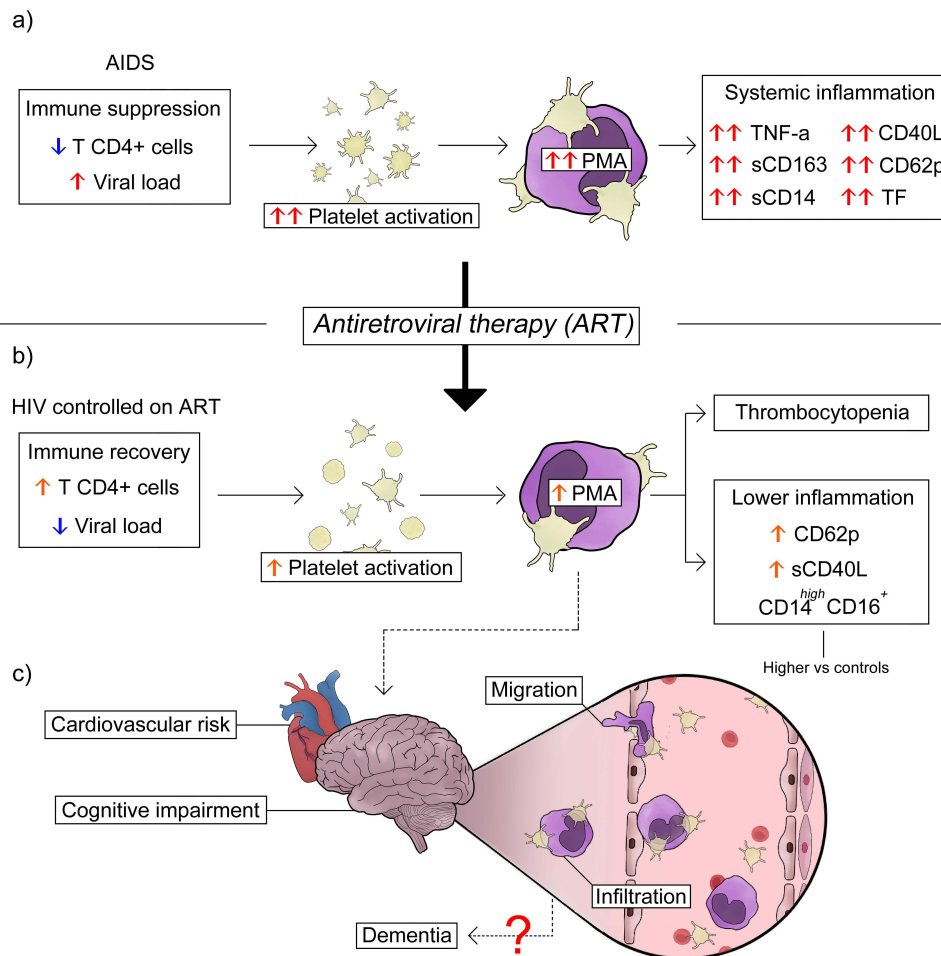 a)
AIDS
Immune suppression
↓ T CD4+ cells
↑ Viral load
↑↑ Platelet activation
↑↑ PMA
Systemic inflammation
↑↑ TNF-a ↑↑ CD40L
↑↑ sCD163 ↑↑ CD62p
↑↑ sCD14 ↑↑ TF
Antiretroviral therapy (ART)
b)
HIV controlled on ART
Immune recovery
↑ T CD4+ cells
↓ Viral load
↑ Platelet activation
↑ PMA
Thrombocytopenia
Lower inflammation
↑ CD62p
↑ sCD40L
CD14high CD16+
Higher vs controls
c)
Cardiovascular risk
Cognitive impairment
Migration
Infiltration
Dementia
?